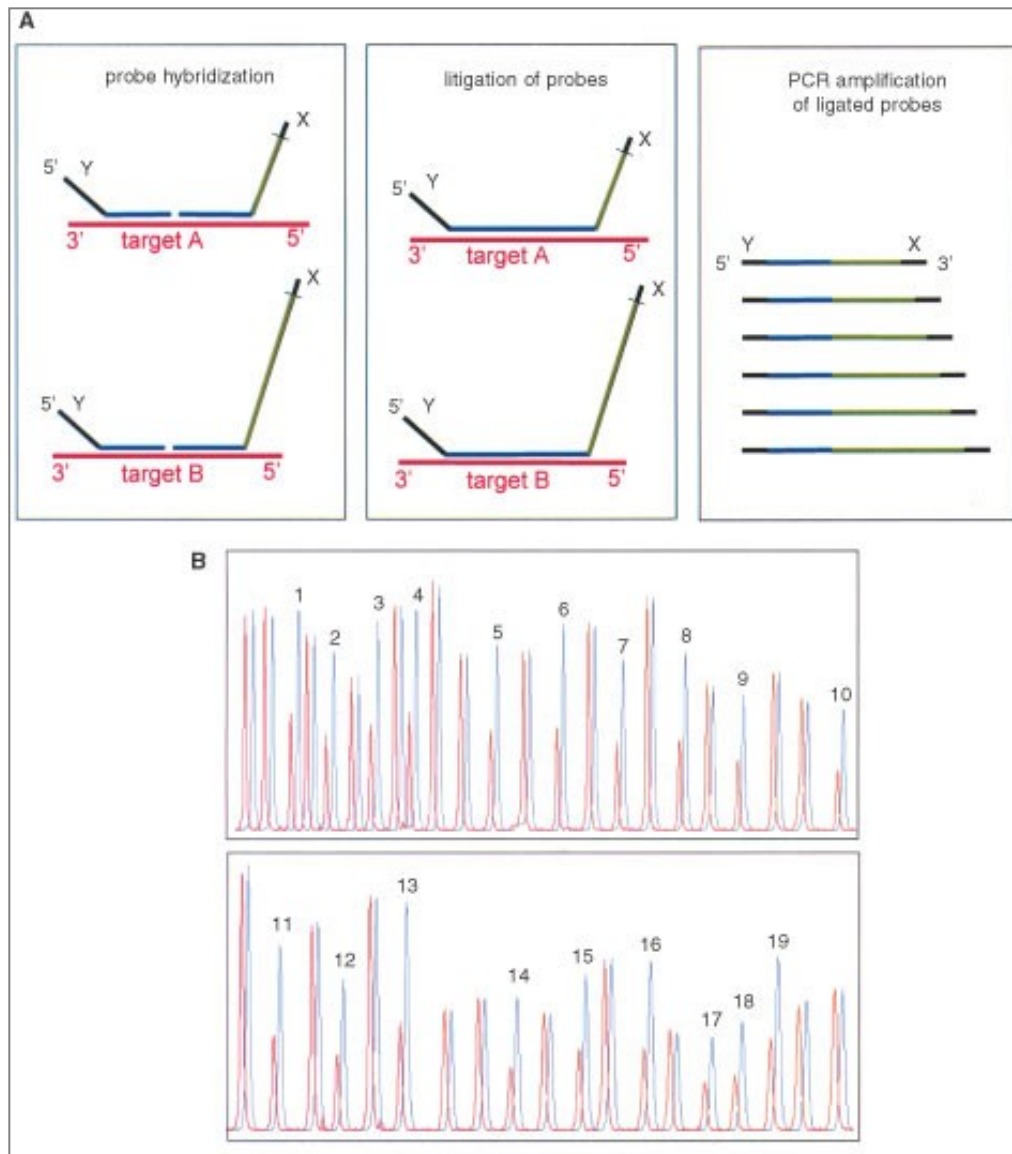 A
probe hybridization
X
5' Y
3' target A 5'
X
5' Y
3' target B 5'
litigation of probes
X
5' Y
3' target A 5'
X
5' Y
3' target B 5'
PCR amplification
of ligated probes
Y X
5' 3'
B
1 2 3 4 5 6 7 8 9 10
11 12 13 14 15 16 17 18 19